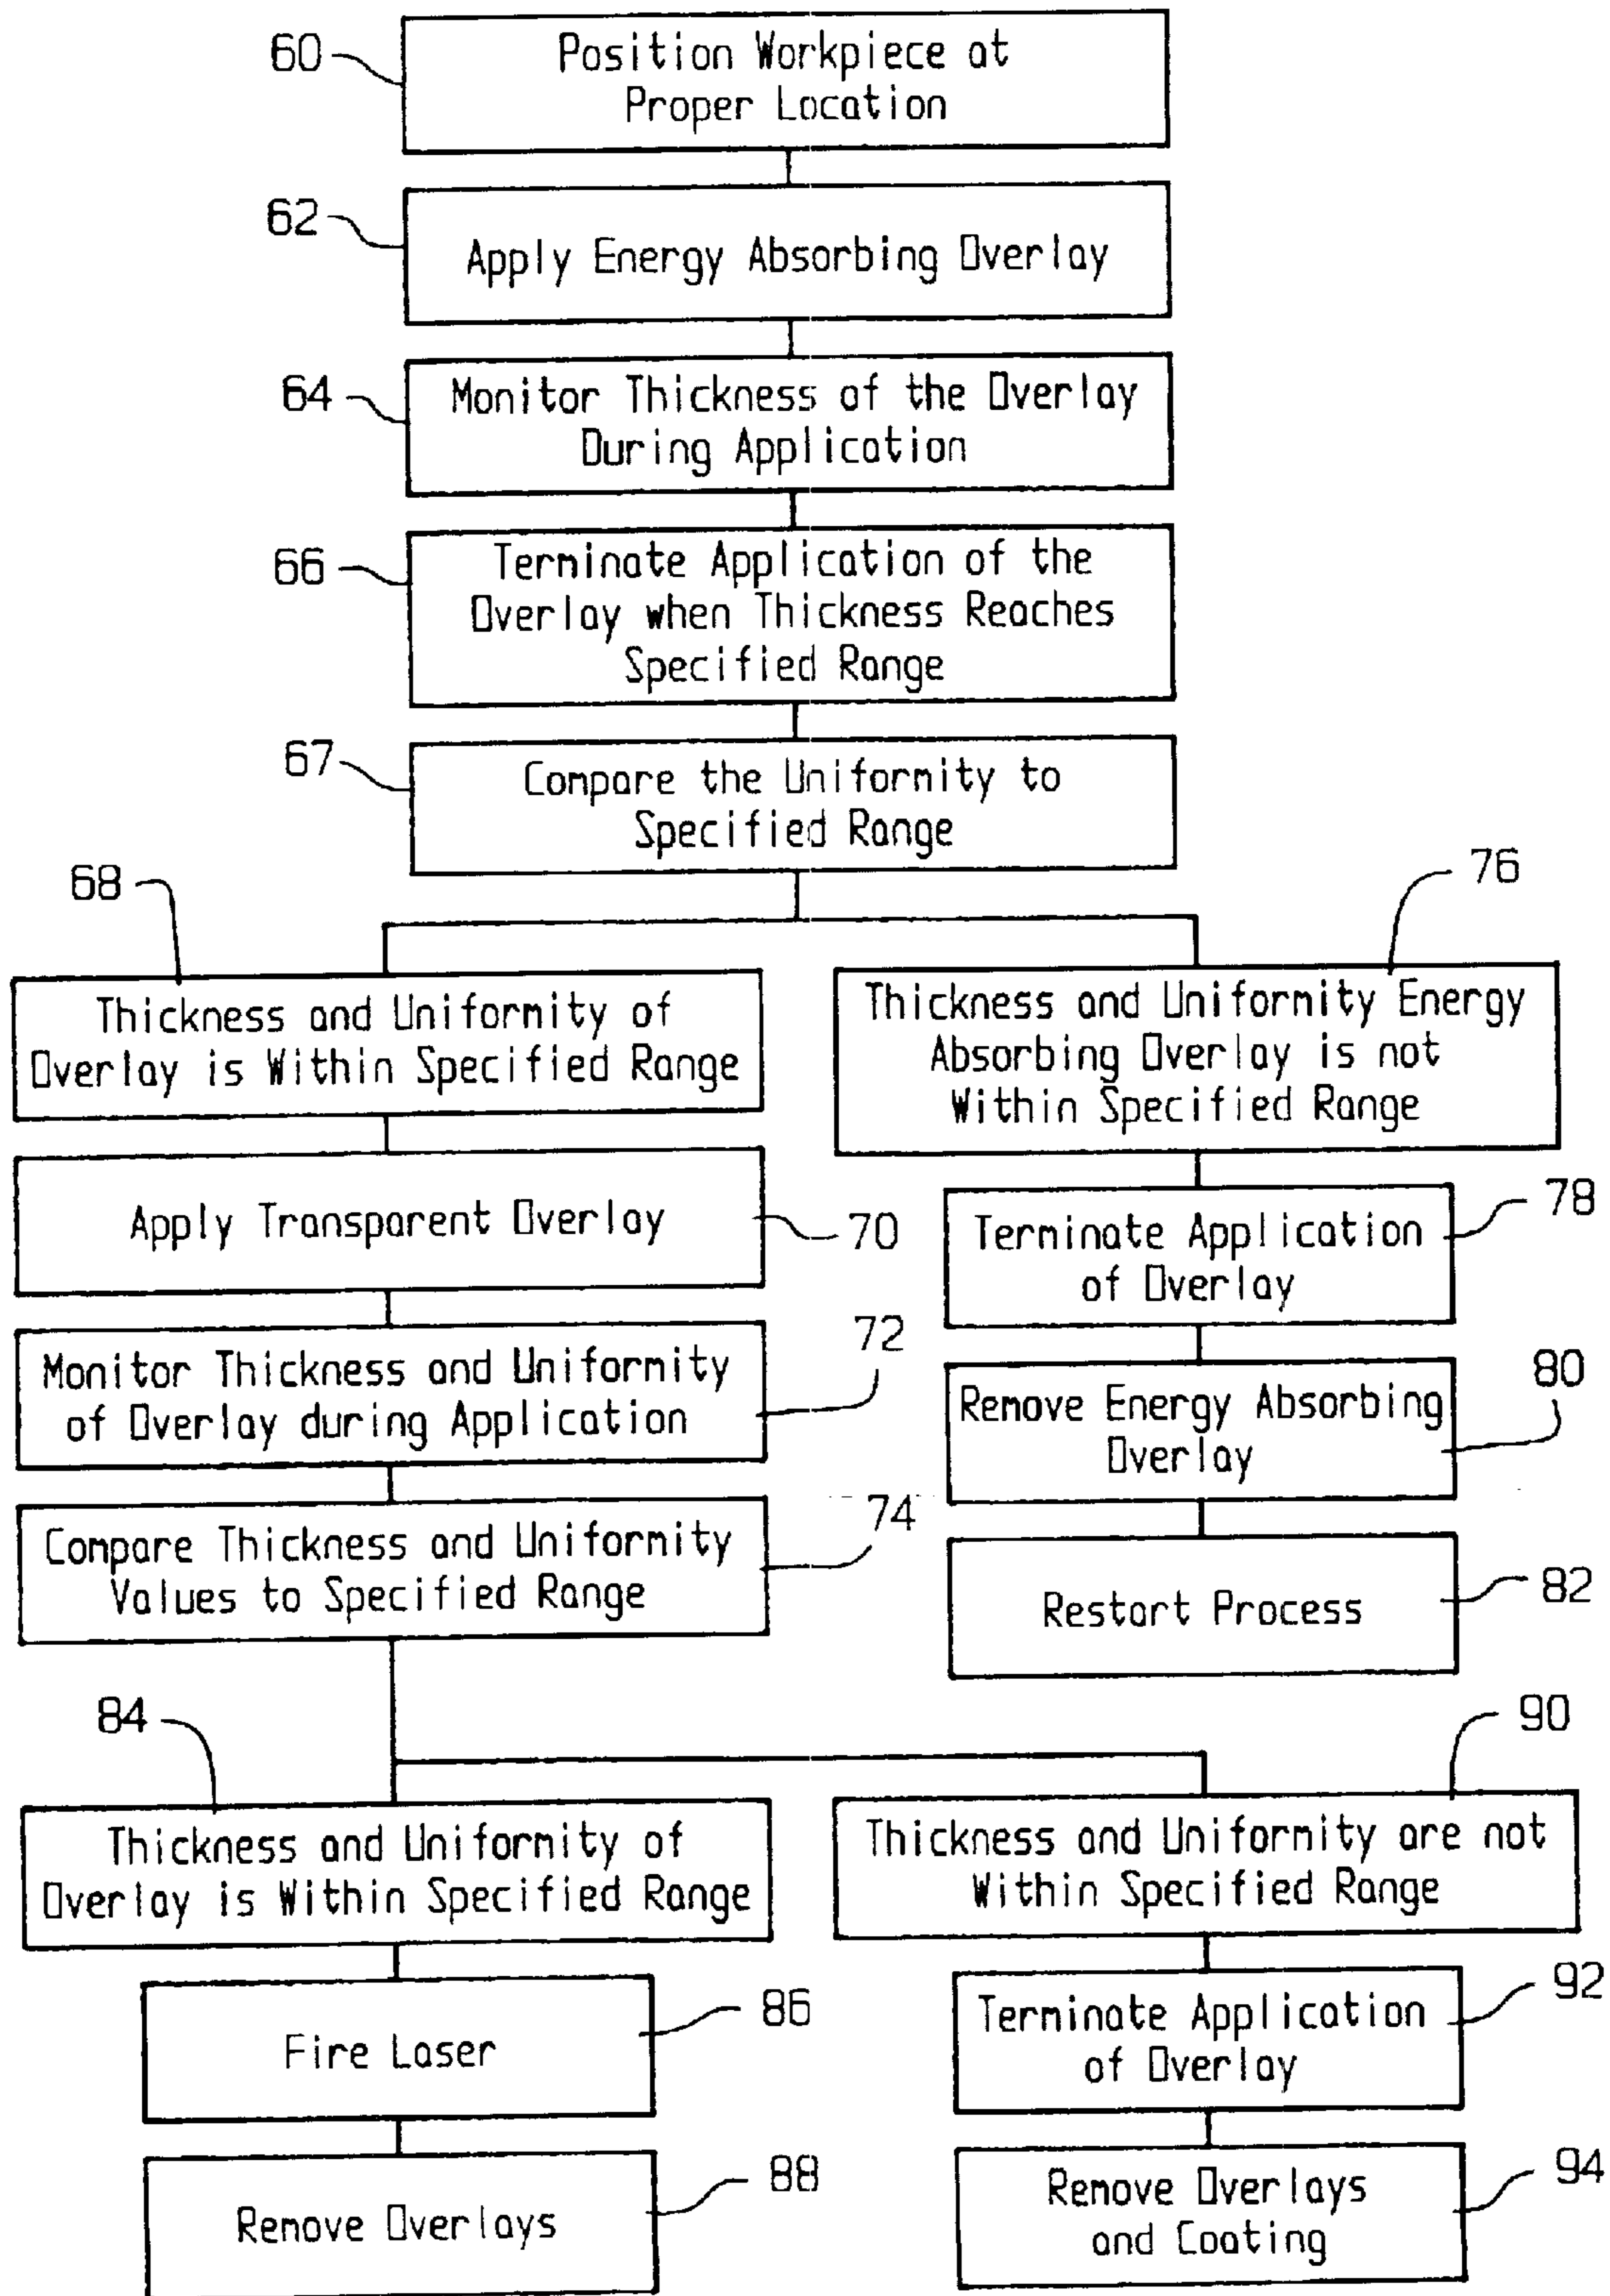 60
Position Workpiece at
Proper Location
62
Apply Energy Absorbing Overlay
64
Monitor Thickness of the Overlay
During Application
66
Terminate Application of the
Overlay when Thickness Reaches
Specified Range
67
Compare the Uniformity to
Specified Range
68
Thickness and Uniformity of
Overlay is Within Specified Range
76
Thickness and Uniformity Energy
Absorbing Overlay is not
Within Specified Range
Apply Transparent Overlay
70
Terminate Application
of Overlay
78
Monitor Thickness and Uniformity
of Overlay during Application
72
Remove Energy Absorbing
Overlay
80
Compare Thickness and Uniformity
Values to Specified Range
74
Restart Process
82
84
Thickness and Uniformity of
Overlay is Within Specified Range
90
Thickness and Uniformity are not
Within Specified Range
Fire Laser
86
Terminate Application
of Overlay
92
Remove Overlays
88
Remove Overlays
and Coating
94